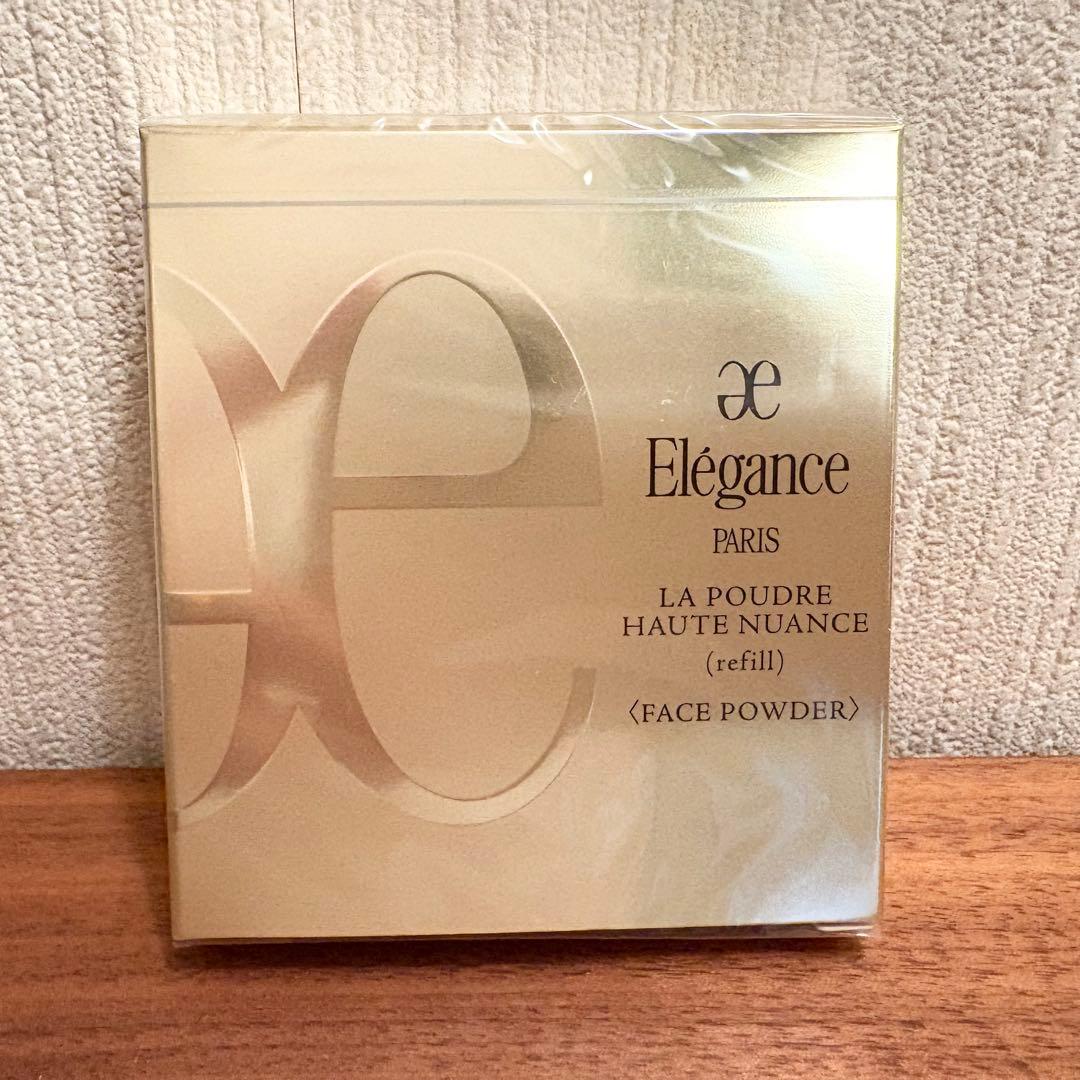 Elégance
PARIS
LA POUDRE
HAUTE NUANCE
(refill)
〈FACE POWDER〉